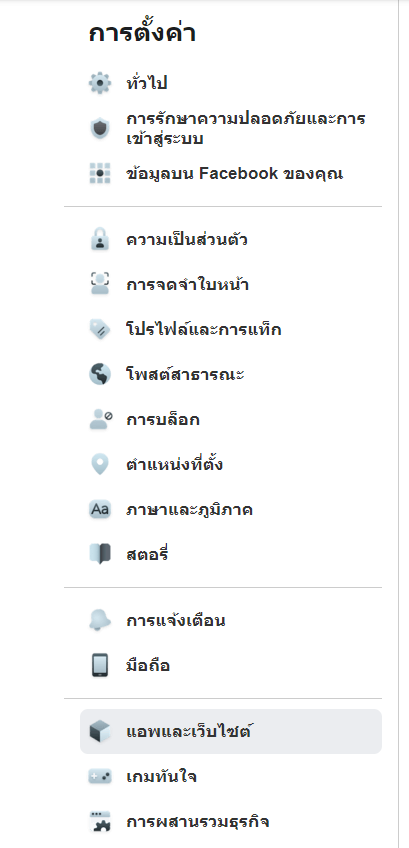 การตั้งค่า
ทั่วไป
การรักษาความปลอดภัยและการ
เข้าสู่ระบบ
ข้อมูลบน Facebook ของคุณ
ความเป็นส่วนตัว
การจดจำใบหน้า
โปรไฟล์และการแท็ก
โพสต์สาธารณะ
การบล็อก
ตำแหน่งที่ตั้ง
Aa
ภาษาและภูมิภาค
สตอรี่
การแจ้งเตือน
มือถือ
แอพและเว็บไซต์
เกมทันใจ
การผสานรวมธุรกิจ